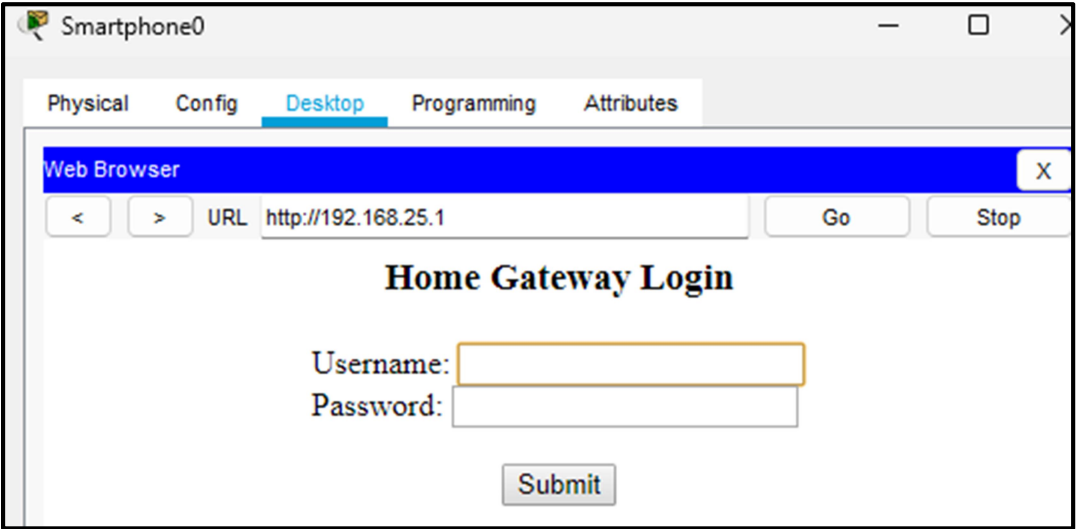 Smartphone0
Physical Config Desktop Programming Attributes
Web Browser X
< > URL http://192.168.25.1 Go Stop
Home Gateway Login
Username:
Password:
Submit